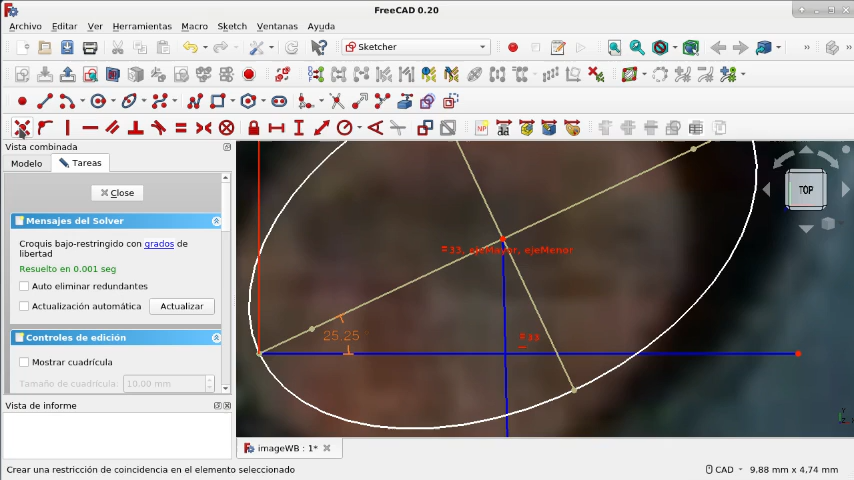 FreeCAD 0.20
Archivo Editar Ver Herramientas Macro Sketch Ventanas Ayuda
Sketcher
NP
Vista combinada
Modelo Tareas
Close
Mensajes del Solver
Croquis bajo-restringido con grados de
libertad
Resuelto en 0.001 seg
Auto eliminar redundantes
Actualización automática Actualizar
Controles de edición
Mostrar cuadrícula
Tamaño de cuadrícula: 10.00 mm
Vista de informe
TOP
33, ejeMayor, ejeMenor
25.25
33
imageWB : 1*
Crear una restricción de coincidencia en el elemento seleccionado
CAD
9,88 mm x 4,74 mm